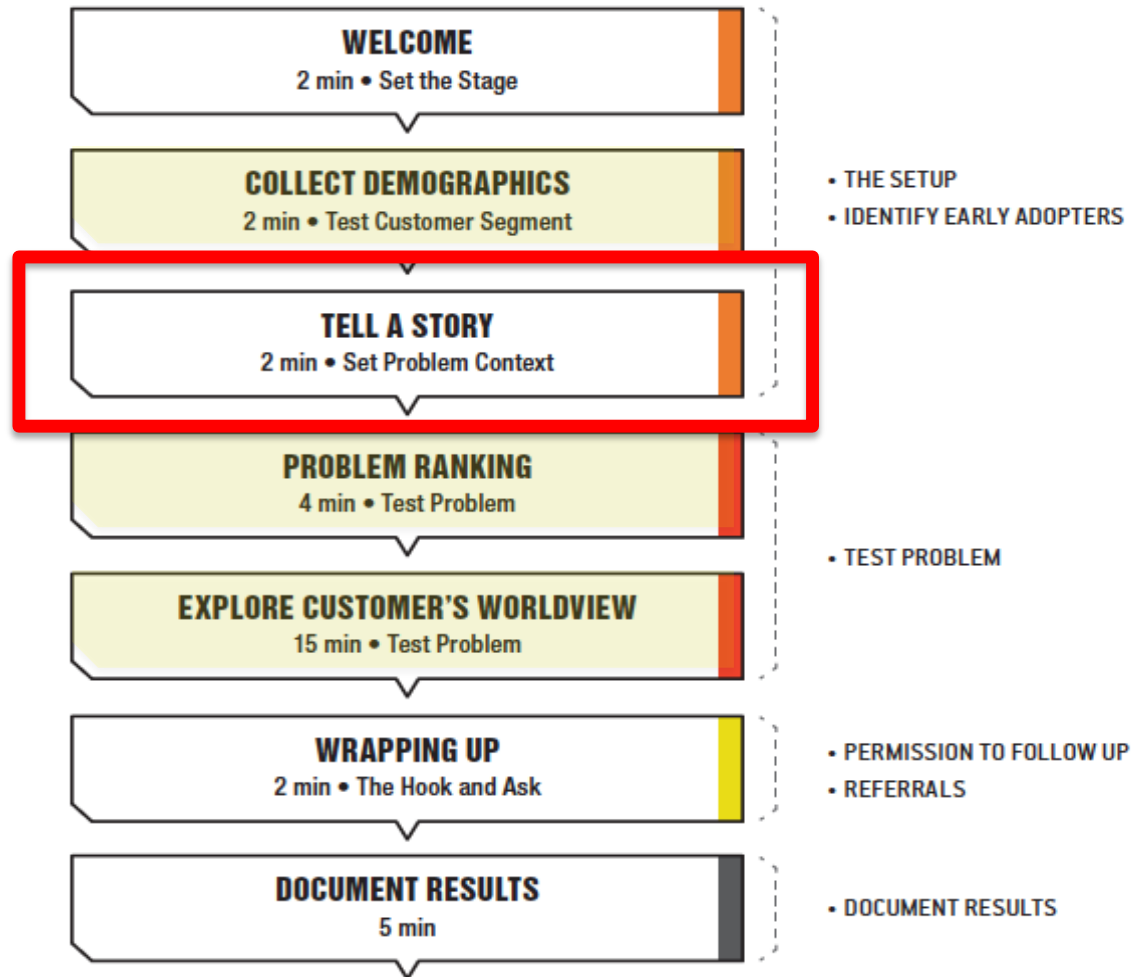 WELCOME
2 min • Set the Stage
COLLECT DEMOGRAPHICS
2 min • Test Customer Segment
• THE SETUP
• IDENTIFY EARLY ADOPTERS
TELL A STORY
2 min • Set Problem Context
PROBLEM RANKING
4 min • Test Problem
• TEST PROBLEM
EXPLORE CUSTOMER'S WORLDVIEW
15 min • Test Problem
WRAPPING UP
2 min • The Hook and Ask
• PERMISSION TO FOLLOW UP
• REFERRALS
DOCUMENT RESULTS
5 min
• DOCUMENT RESULTS